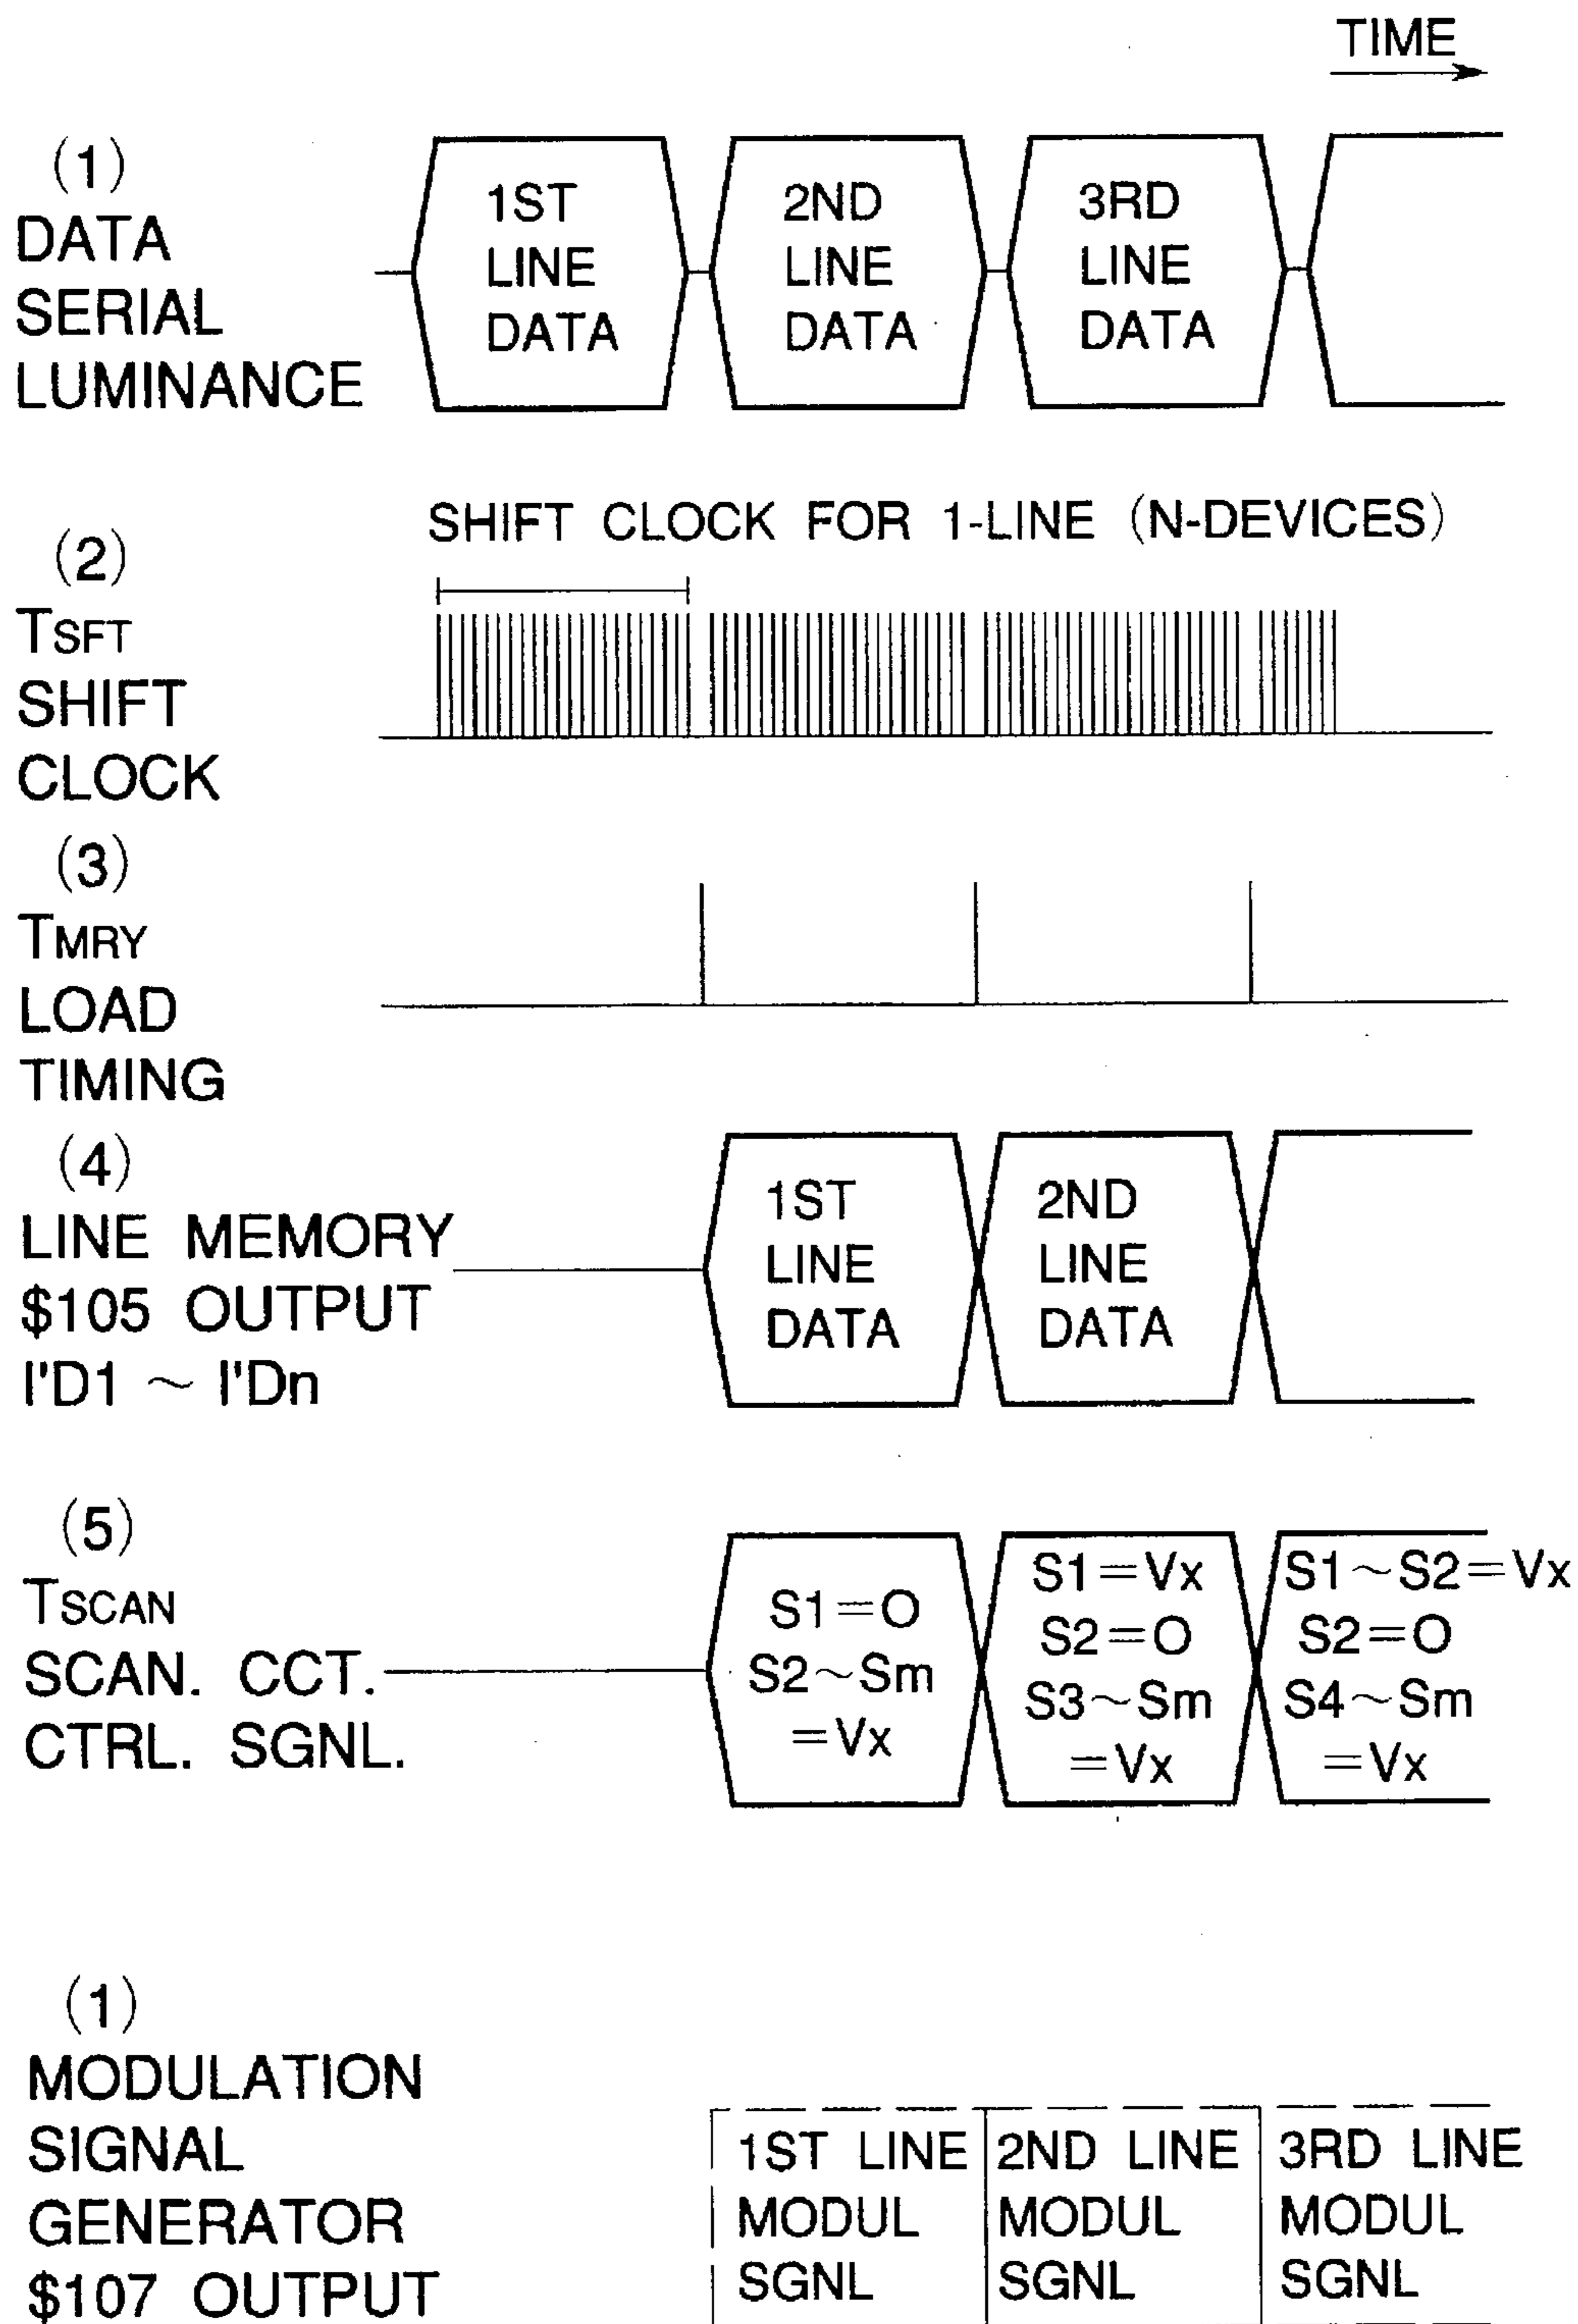 TIME
(1)
DATA
SERIAL
LUMINANCE
1ST
LINE
DATA
2ND
LINE
DATA
3RD
LINE
DATA
(2)
TSFT
SHIFT
CLOCK
SHIFT CLOCK FOR 1-LINE (N-DEVICES)
(3)
TMRY
LOAD
TIMING
(4)
LINE MEMORY
$105 OUTPUT
I'D1 ~ I'Dn
1ST
LINE
DATA
2ND
LINE
DATA
(5)
TSCAN
SCAN. CCT.
CTRL. SGNL.
S1=O
S2~Sm
=Vx
S1=Vx
S2=O
S3~Sm
=Vx
S1~S2=Vx
S2=O
S4~Sm
=Vx
(1)
MODULATION
SIGNAL
GENERATOR
$107 OUTPUT
1ST LINE
MODUL
SGNL
2ND LINE
MODUL
SGNL
3RD LINE
MODUL
SGNL